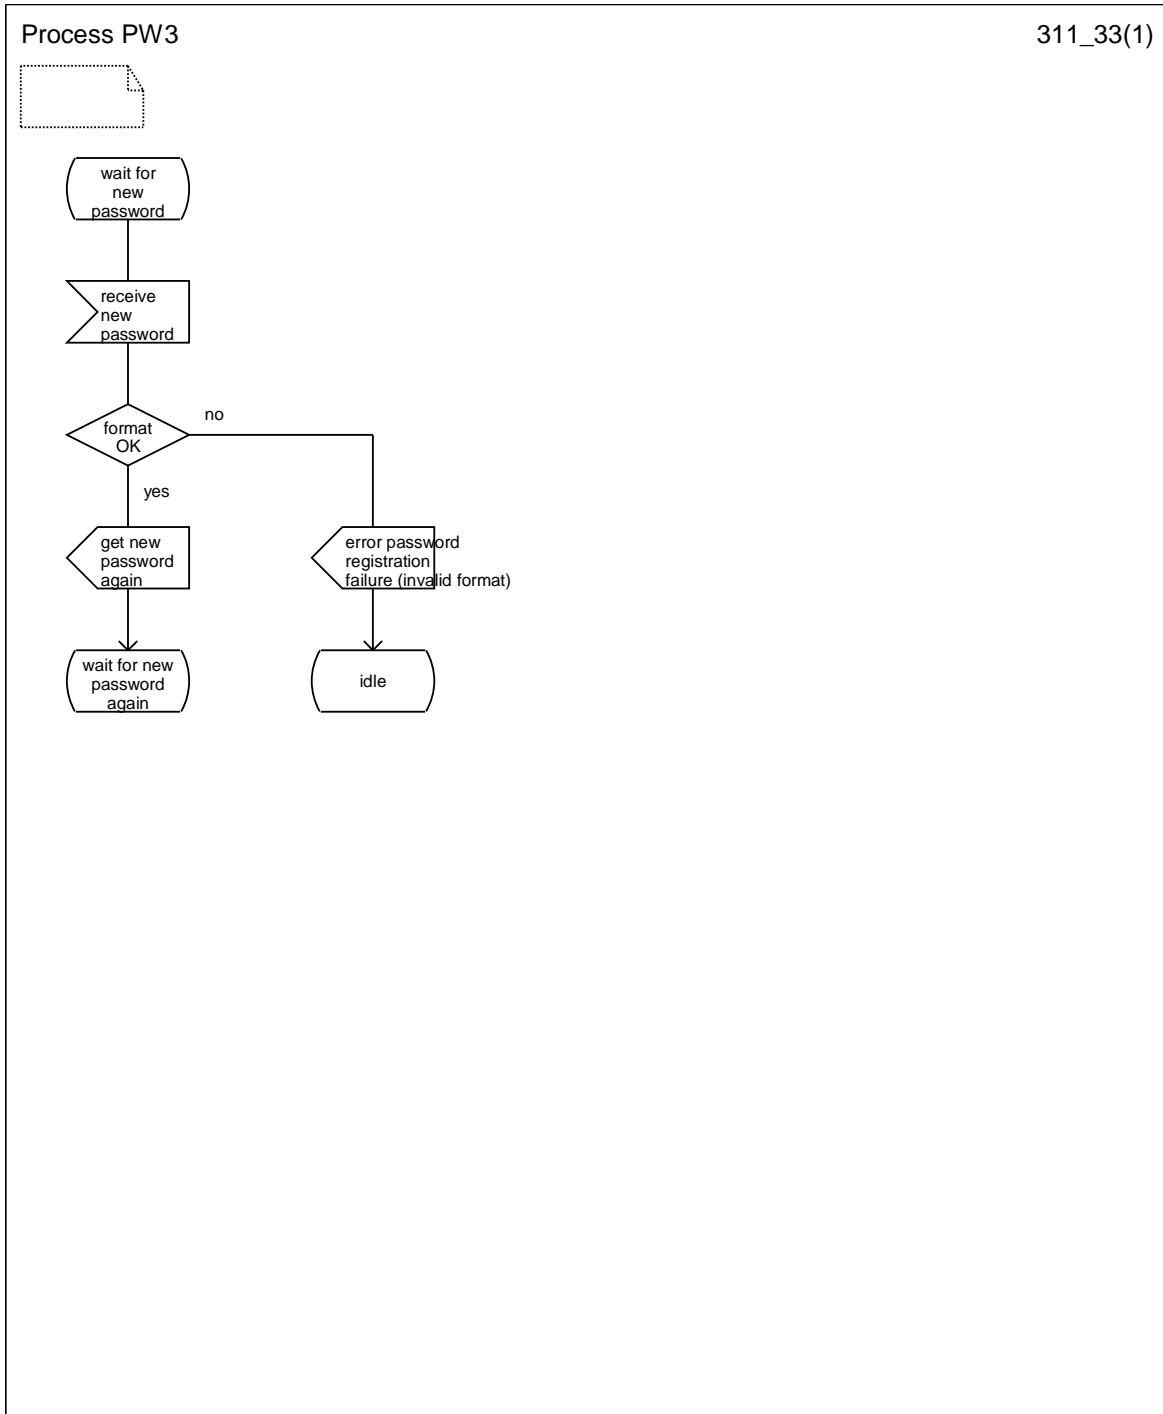 Process PW3
311_33(1)
wait for
new
password
receive
new
password
format
OK
no
yes
get new
password
again
error password
registration
failure (invalid format)
wait for new
password
again
idle